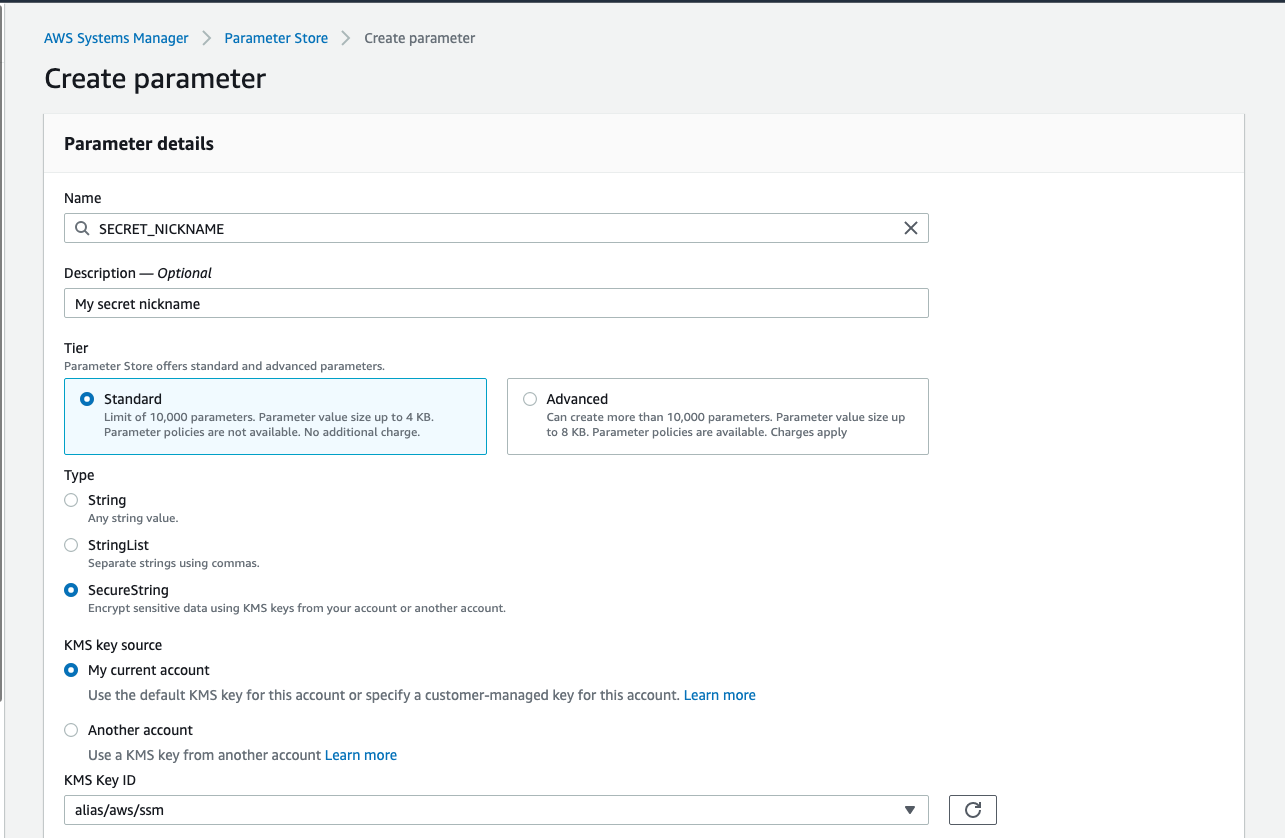 AWS Systems Manager > Parameter Store > Create parameter
Create parameter
Parameter details
Name
SECRET_NICKNAME
Description — Optional
My secret nickname
Tier
Parameter Store offers standard and advanced parameters.
Standard
Limit of 10,000 parameters. Parameter value size up to 4 KB.
Parameter policies are not available. No additional charge.
Advanced
Can create more than 10,000 parameters. Parameter value size up
to 8 KB. Parameter policies are available. Charges apply
Type
String
Any string value.
StringList
Separate strings using commas.
SecureString
Encrypt sensitive data using KMS keys from your account or another account.
KMS key source
My current account
Use the default KMS key for this account or specify a customer-managed key for this account. Learn more
Another account
Use a KMS key from another account Learn more
KMS Key ID
alias/aws/ssm